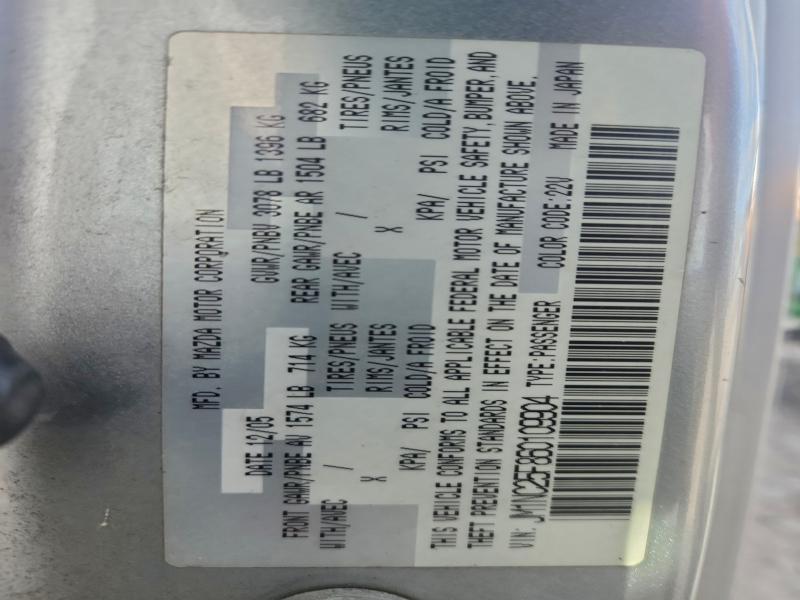 MFD. BY MAZDA MOTOR CORPORATION
DATE 12/05 GVWR/PNBV 3078 LB 1396 KG
FRONT GAWR/PNBE AV 1574 LB 714 KG REAR GAWR/PNBE AR 1504 LB 682 KG
WITH/AVEC / TIRES/PNEUS WITH/AVEC / TIRES/PNEUS
X RIMS/JANTES X RIMS/JANTES
KPA/ PSI COLD/A FROID KPA/ PSI COLD/A FROID
THIS VEHICLE CONFORMS TO ALL APPLICABLE FEDERAL MOTOR VEHICLE SAFETY, BUMPER, AND
THEFT PREVENTION STANDARDS IN EFFECT ON THE DATE OF MANUFACTURE SHOWN ABOVE.
VIN: JM1NC25F860109904 TYPE:PASSENGER COLOR CODE:22V MADE IN JAPAN